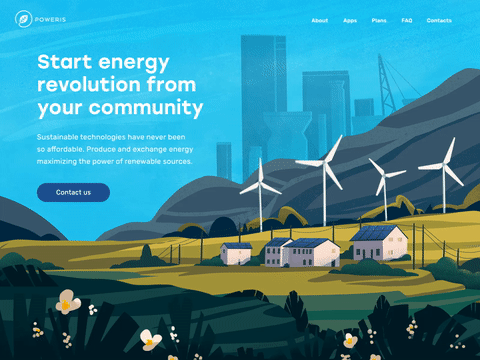 POWERIS
About Apps Plans FAQ Contacts
Start energy
revolution from
your community
Sustainable technologies have never been
so affordable. Produce and exchange energy
maximizing the power of renewable sources.
Contact us